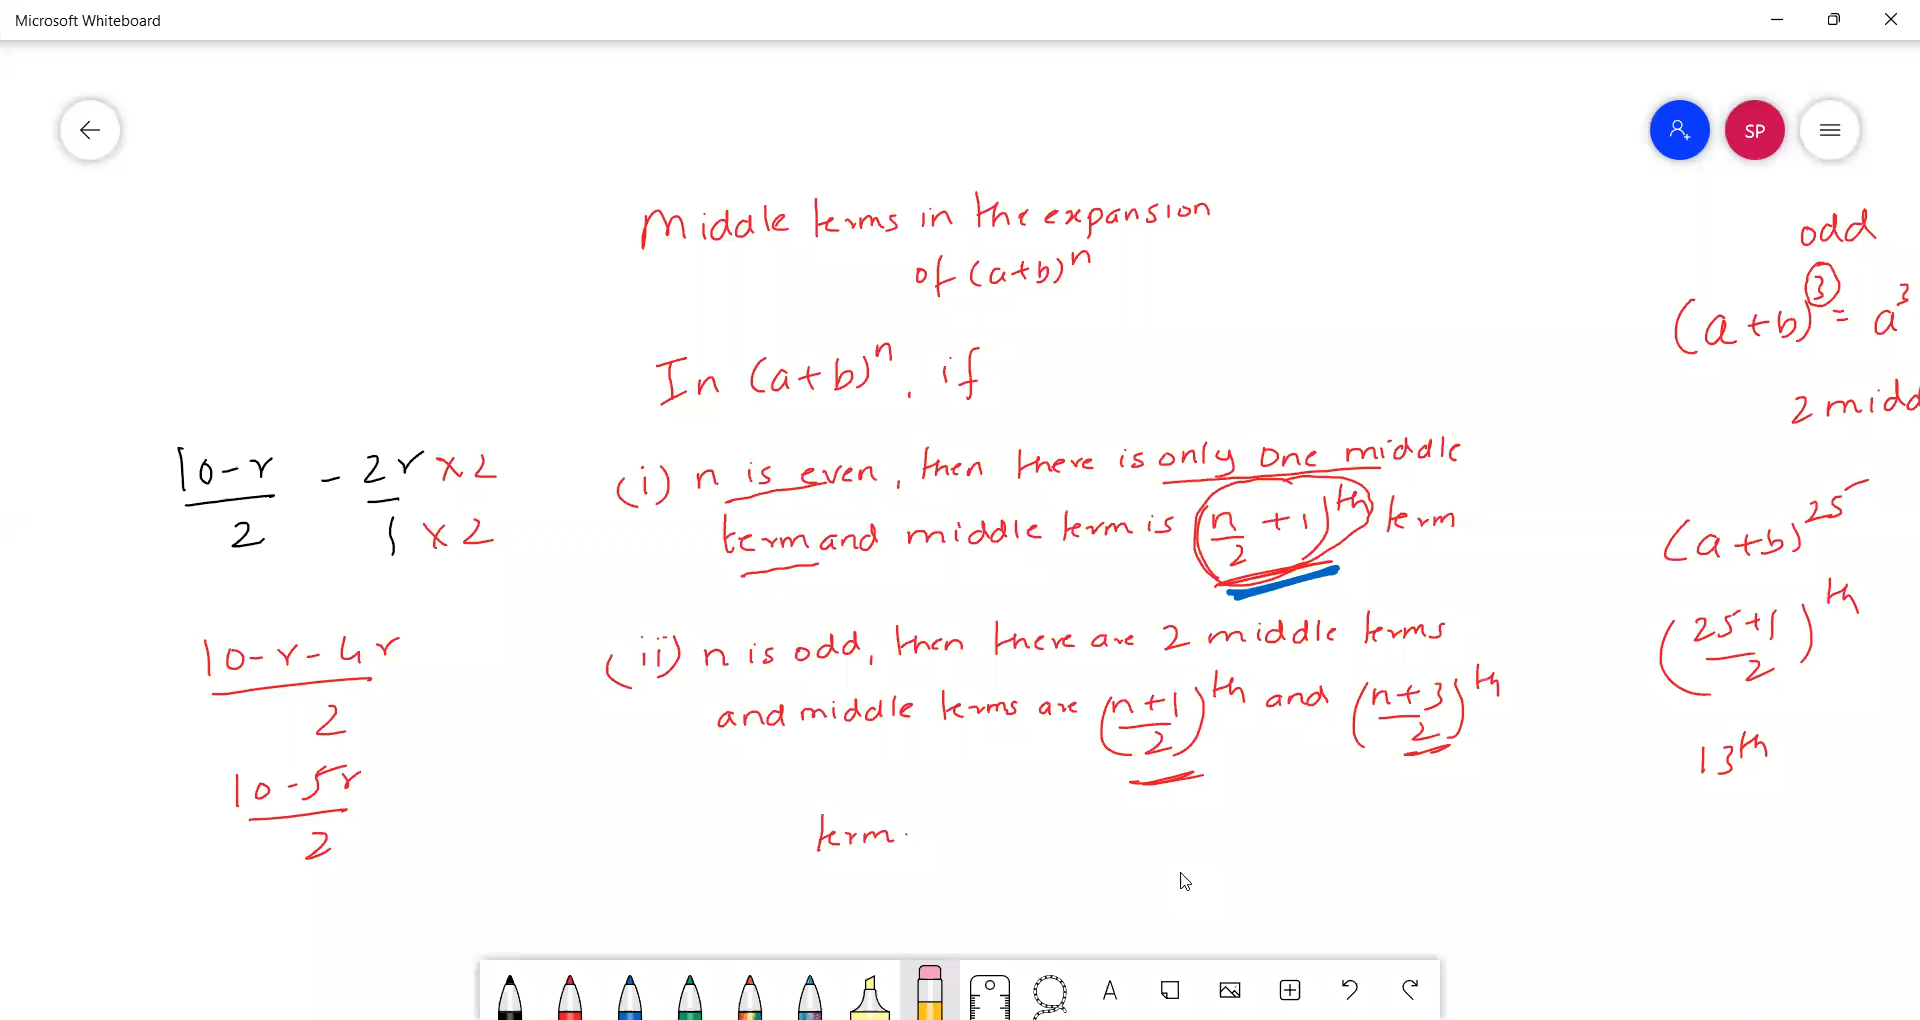 Microsoft Whiteboard
SP
Middle terms in the expansion
of (a+b)^n
In (a+b)^n, if
(i) n is even, then there is only one middle
term and middle term is (n/2 + 1)^th term
(ii) n is odd, then there are 2 middle terms
and middle terms are ((n+1)/2)^th and ((n+3)/2)^th
term.
(10-r)/2 - (2r × 2)/(1 × 2)
(10-r-4r)/2
(10-5r)/2
odd
(a+b)^3 = a^3
2 midd
(a+b)^25
((25+1)/2)^th
13^th
A